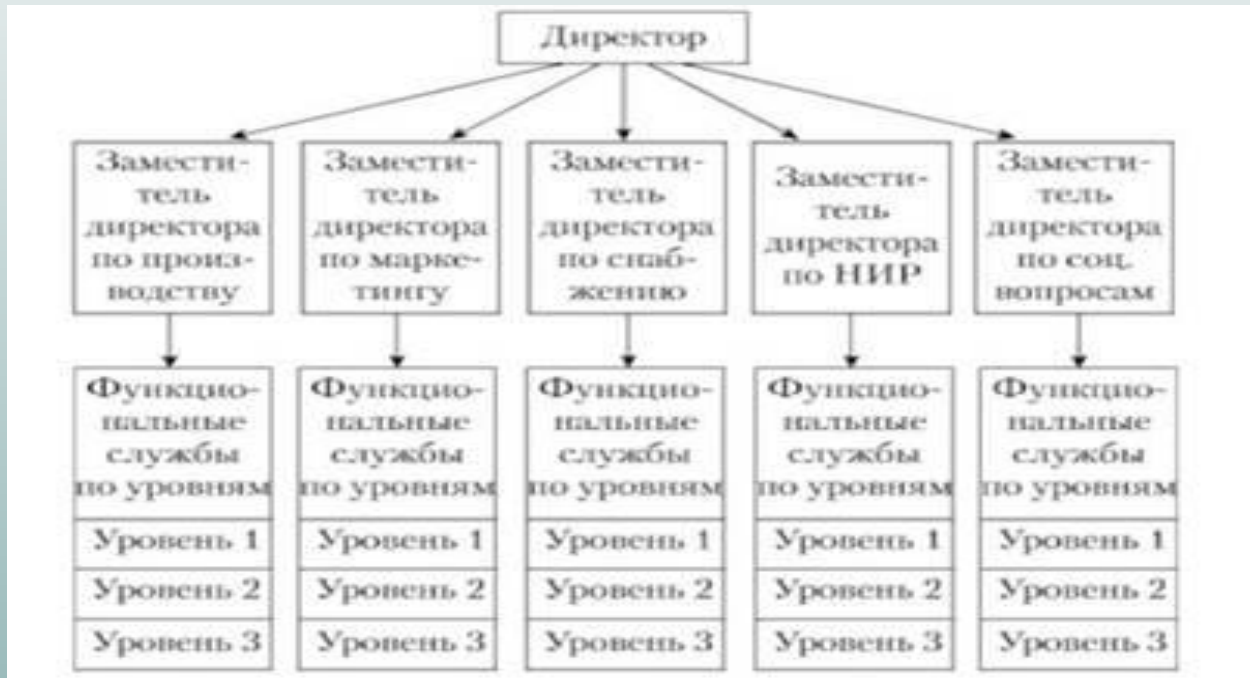 Директор
Замести-
тель
директора
по произ-
водству
Замести-
тель
директора
по марке-
тингу
Замести-
тель
директора
по снаб-
жению
Замести-
тель
директора
по НИР
Замести-
тель
директора
по соц.
вопросам
Функцио-
нальные
службы
по уровням
Уровень 1
Уровень 2
Уровень 3
Функцио-
нальные
службы
по уровням
Уровень 1
Уровень 2
Уровень 3
Функцио-
нальные
службы
по уровням
Уровень 1
Уровень 2
Уровень 3
Функцио-
нальные
службы
по уровням
Уровень 1
Уровень 2
Уровень 3
Функцио-
нальные
службы
по уровням
Уровень 1
Уровень 2
Уровень 3